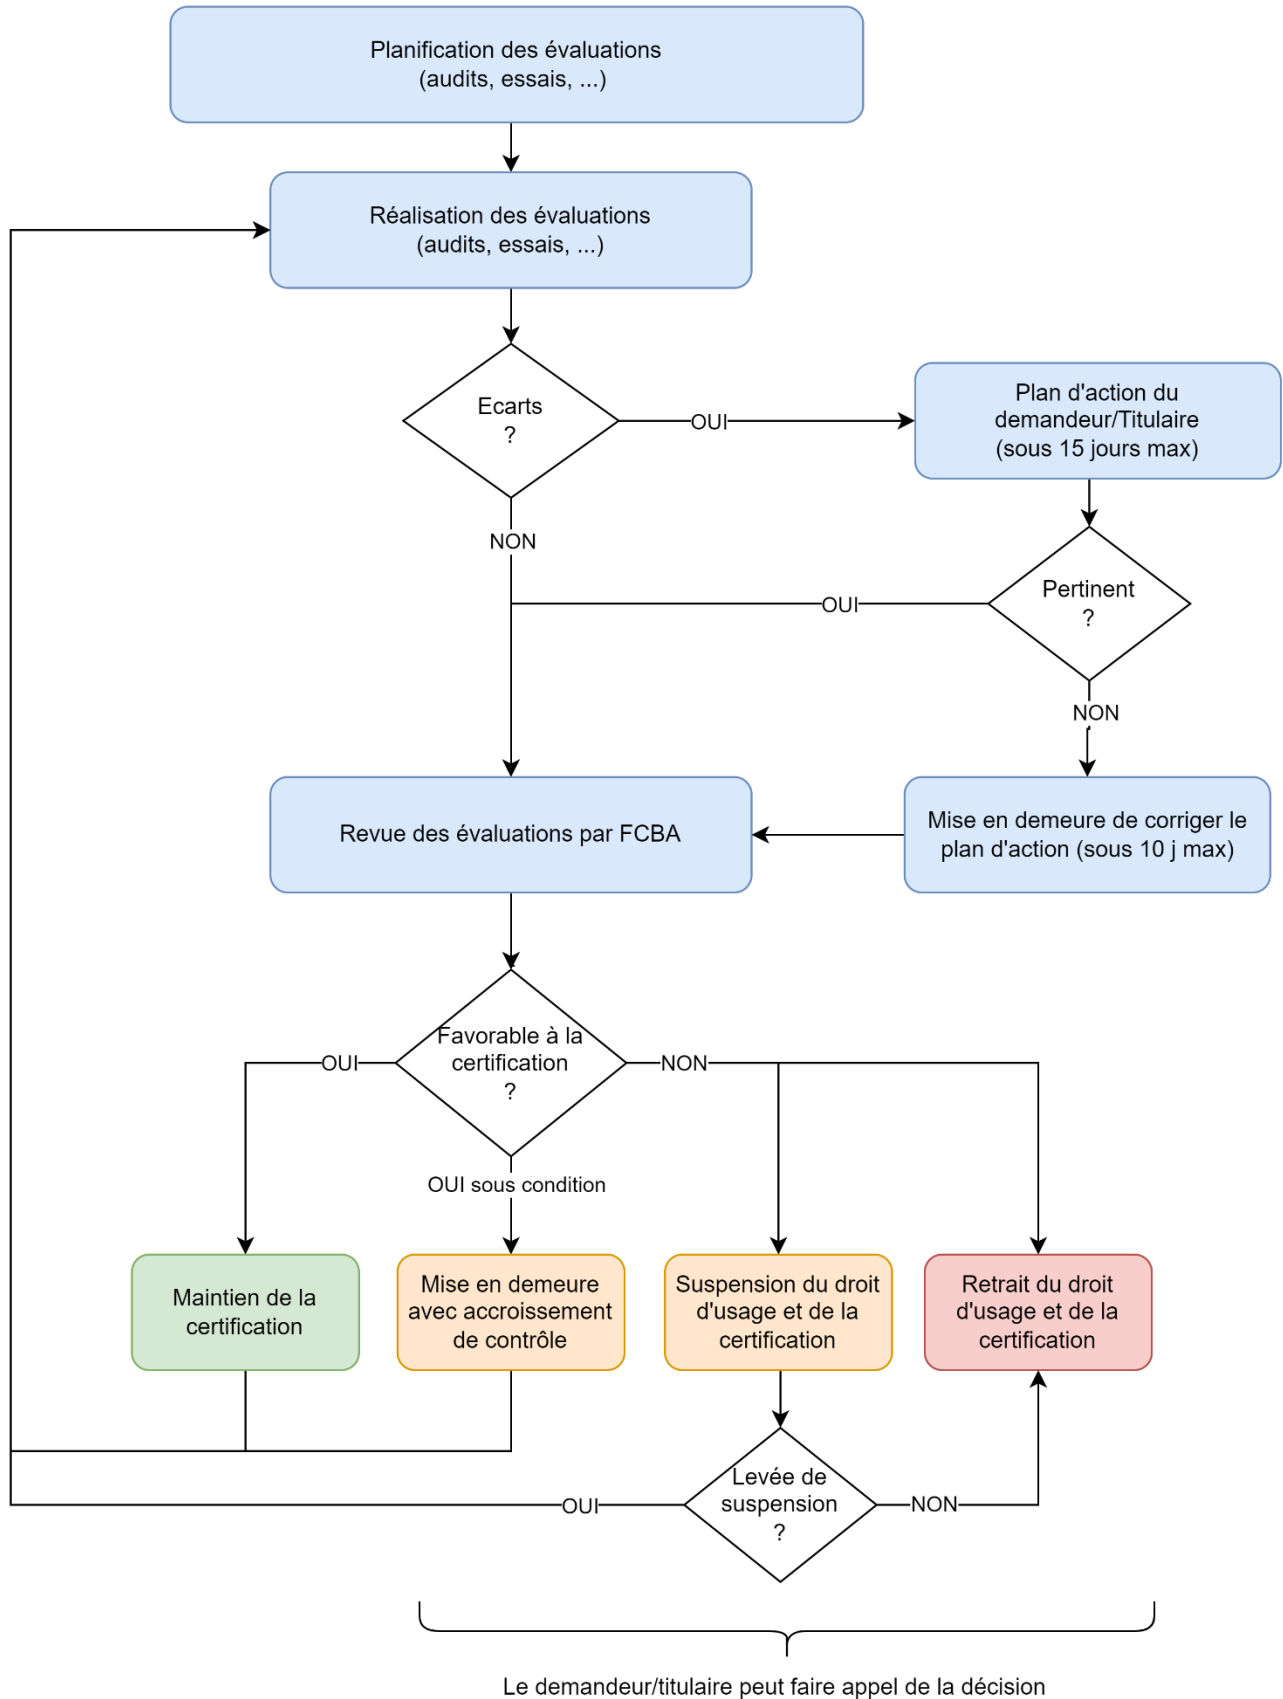 Planification des évaluations
(audits, essais, ...)
Réalisation des évaluations
(audits, essais, ...)
Ecarts
?
OUI
Plan d'action du
demandeur/Titulaire
(sous 15 jours max)
NON
Pertinent
?
OUI
NON
Revue des évaluations par FCBA
Mise en demeure de corriger le
plan d'action (sous 10 j max)
Favorable à la
certification
?
OUI
NON
OUI sous condition
Maintien de la
certification
Mise en demeure
avec accroissement
de contrôle
Suspension du droit
d'usage et de la
certification
Retrait du droit
d'usage et de la
certification
Levée de
suspension
?
OUI
NON
Le demandeur/titulaire peut faire appel de la décision